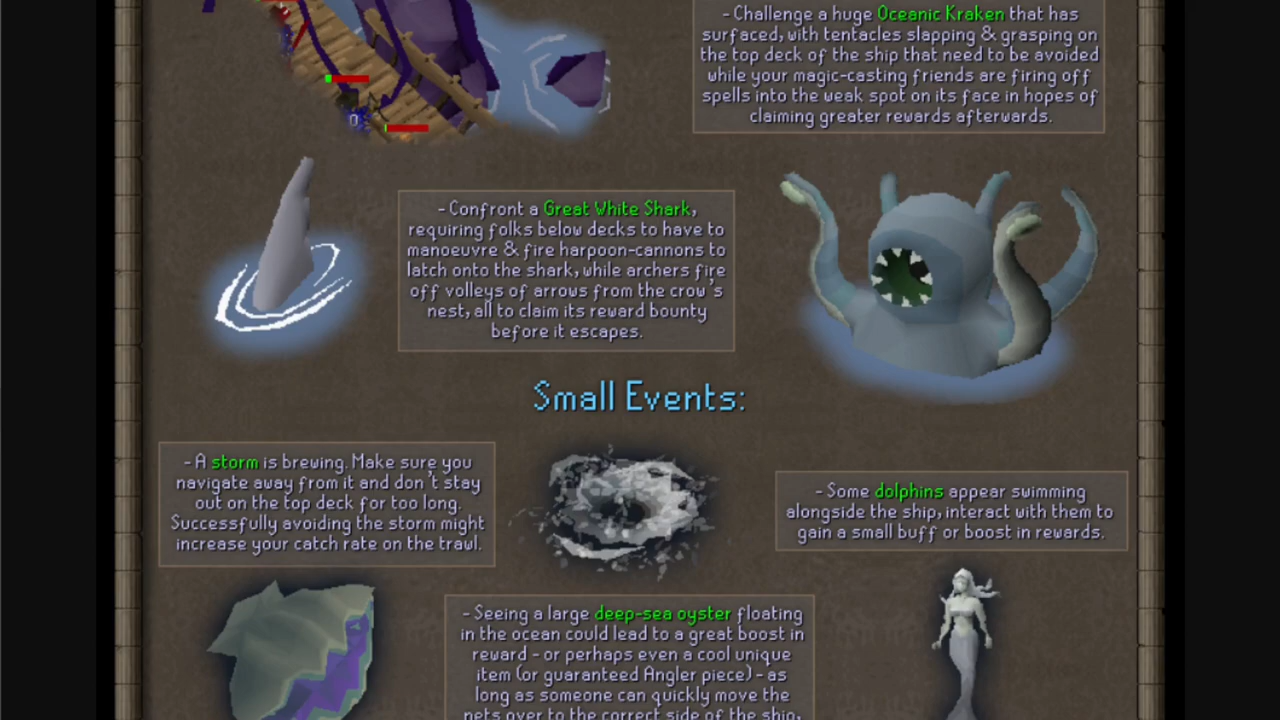 - Challenge a huge Oceanic Kraken that has
surfaced, with tentacles slapping & grasping on
the top deck of the ship that need to be avoided
while your magic-casting friends are firing off
spells into the weak spot on its face in hopes of
claiming greater rewards afterwards.
- Confront a Great White Shark,
requiring folks below decks to have to
manoeuvre & fire harpoon-cannons to
latch onto the shark, while archers fire
off volleys of arrows from the crow's
nest, all to claim its reward bounty
before it escapes.
Small Events:
- A storm is brewing. Make sure you
navigate away from it and don't stay
out on the top deck for too long.
Successfully avoiding the storm might
increase your catch rate on the trawl.
- Some dolphins appear swimming
alongside the ship, interact with them to
gain a small buff or boost in rewards.
- Seeing a large deep-sea oyster floating
in the ocean could lead to a great boost in
reward - or perhaps even a cool unique
item (or guaranteed Angler piece) - as
long as someone can quickly move the
nets over to the correct side of the ship,